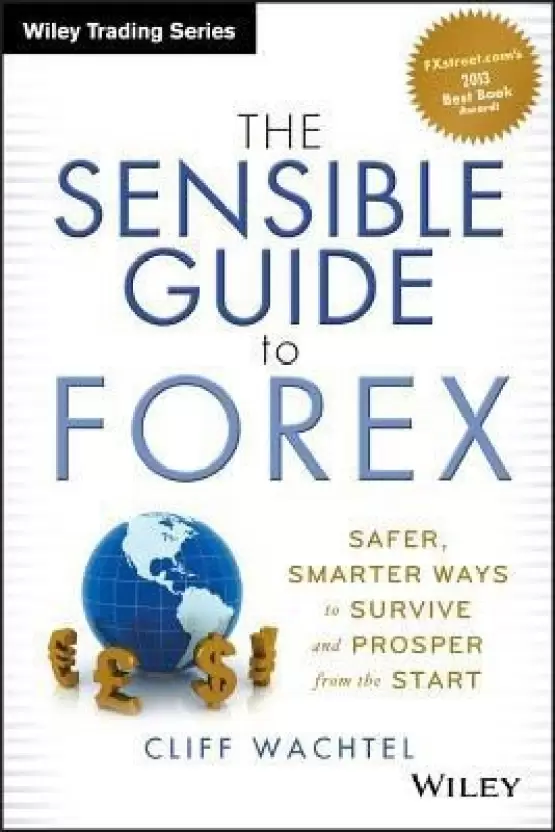 Wiley Trading Series
FXstreet.com's
2013
Best Book
Award!
THE
SENSIBLE
GUIDE
to
FOREX
SAFER,
SMARTER WAYS
to SURVIVE
and PROSPER
from the START
€ £ $ ¥
CLIFF WACHTEL
WILEY